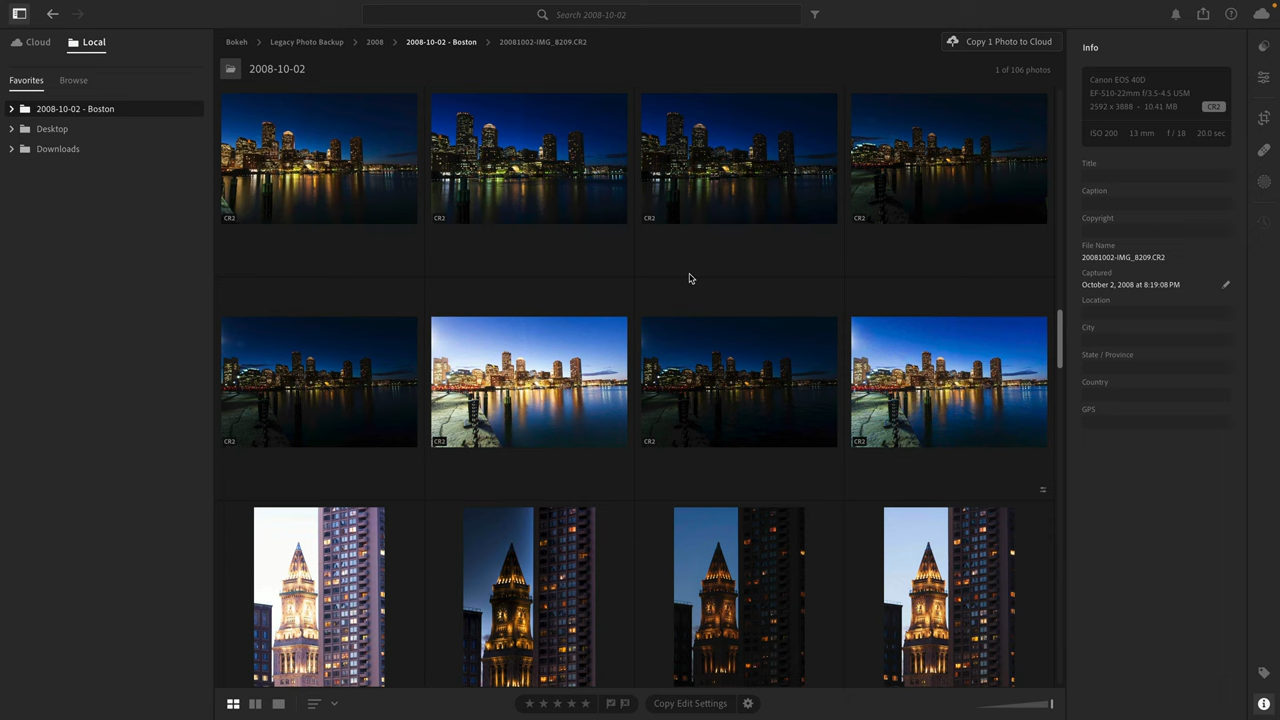 Search 2008-10-02
Cloud
Local
Favorites
Browse
2008-10-02 - Boston
Desktop
Downloads
Bokeh > Legacy Photo Backup > 2008 > 2008-10-02 - Boston > 20081002-IMG_8209.CR2
Copy 1 Photo to Cloud
2008-10-02
1 of 106 photos
CR2
CR2
CR2
CR2
CR2
CR2
CR2
CR2
Copy Edit Settings
Info
Canon EOS 40D
EF-S10-22mm f/3.5-4.5 USM
2592 x 3888 • 10.41 MB CR2
ISO 200 13 mm f / 18 20.0 sec
Title
Caption
Copyright
File Name
20081002-IMG_8209.CR2
Captured
October 2, 2008 at 8:19:08 PM
Location
City
State / Province
Country
GPS